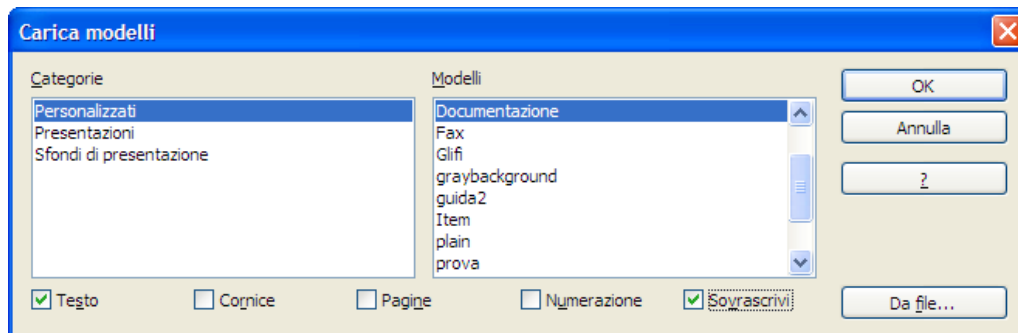 Carica modelli
Categorie
Personalizzati
Presentazioni
Sfondi di presentazione
Modelli
Documentazione
Fax
Glifi
graybackground
guida2
Item
plain
prova
OK
Annulla
?
Testo
Cornice
Pagine
Numerazione
Sovrascrivi
Da file...